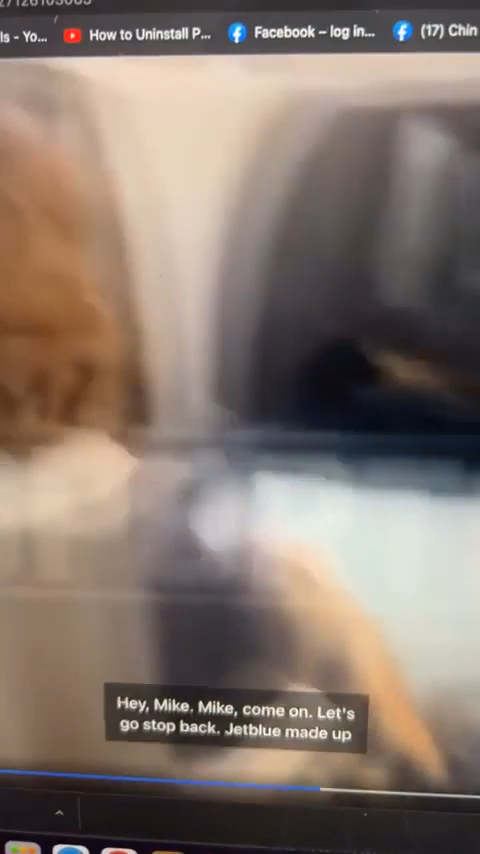 ls - Yo...
How to Uninstall P...
Facebook – log in...
(17) Chin
Hey, Mike. Mike, come on. Let's
go stop back. Jetblue made up